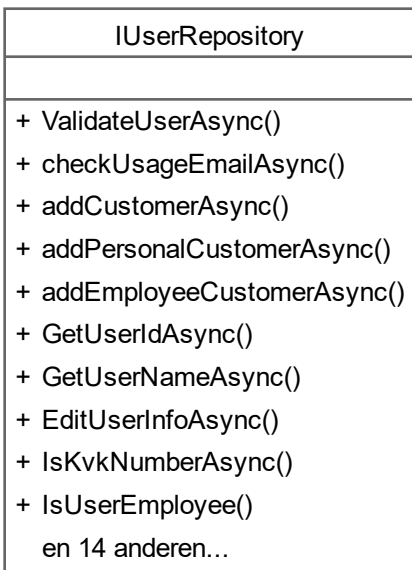 IUserRepository
+ ValidateUserAsync()
+ checkUsageEmailAsync()
+ addCustomerAsync()
+ addPersonalCustomerAsync()
+ addEmployeeCustomerAsync()
+ GetUserIdAsync()
+ GetUserNameAsync()
+ EditUserInfoAsync()
+ IsKvkNumberAsync()
+ IsUserEmployee()
en 14 anderen...